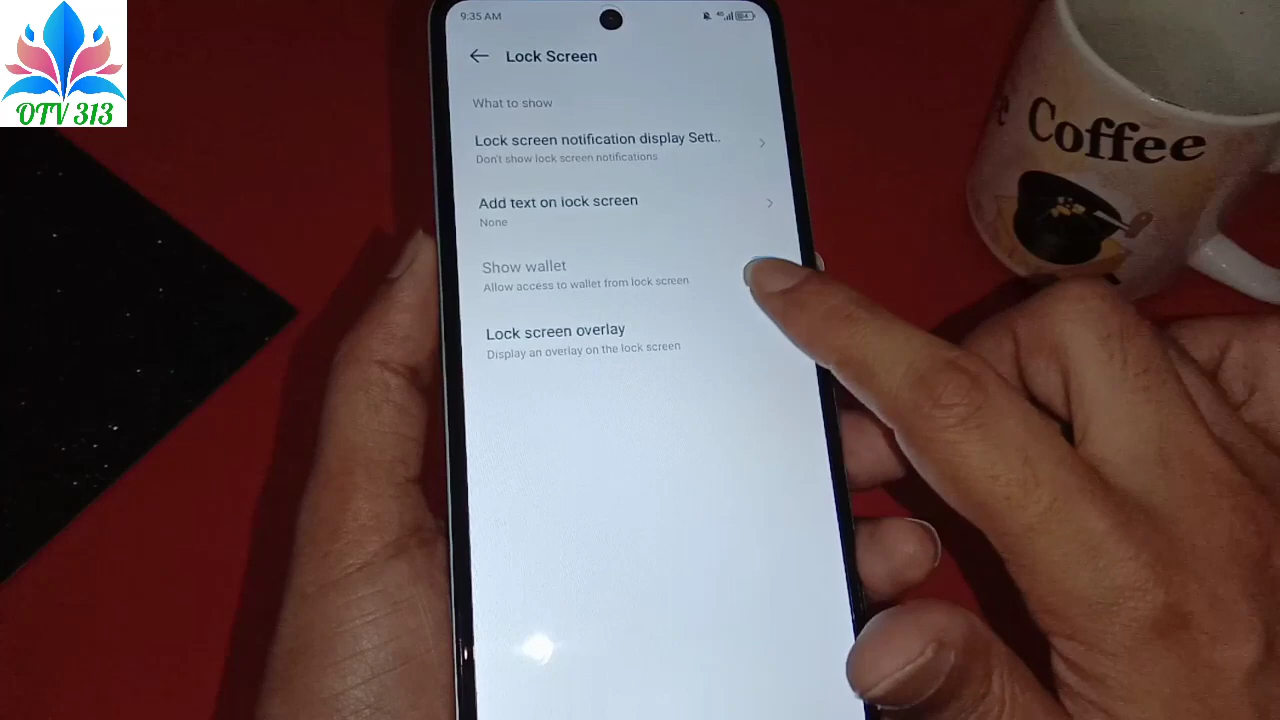 OTV 313
9:35 AM
Lock Screen
What to show
Lock screen notification display Sett..
Don't show lock screen notifications
Add text on lock screen
None
Show wallet
Allow access to wallet from lock screen
Lock screen overlay
Display an overlay on the lock screen
Coffee